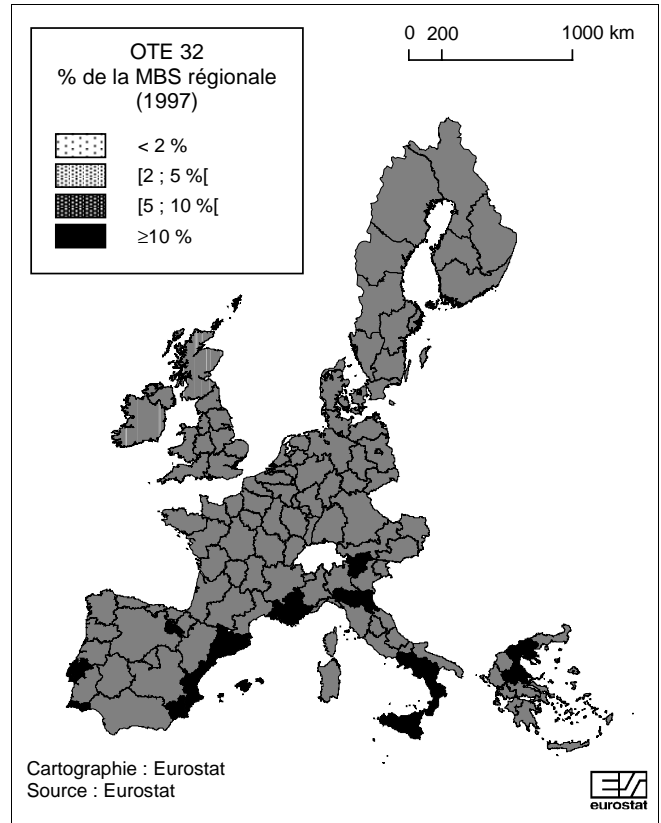 OTE 32
% de la MBS régionale
(1997)
< 2 %
[2 ; 5 %[
[5 ; 10 %[
≥10 %
0 200 1000 km
Cartographie : Eurostat
Source : Eurostat
eurostat